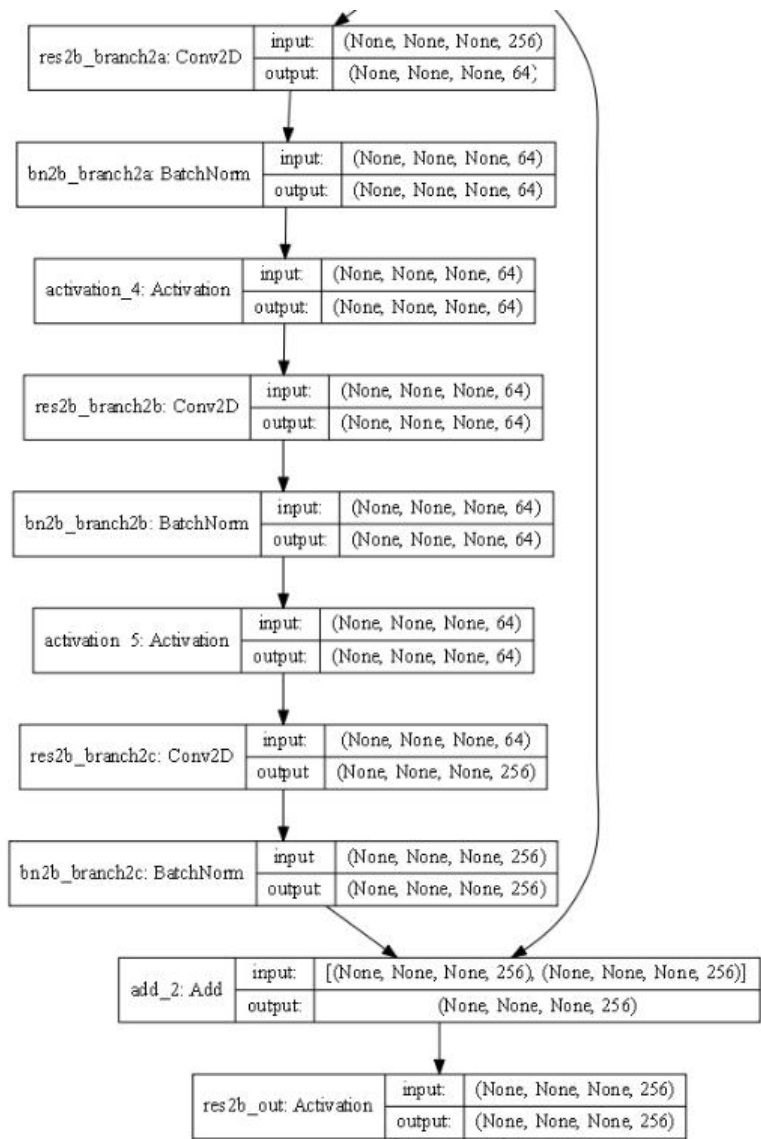 res2b_branch2a: Conv2D
input: (None, None, None, 256)
output: (None, None, None, 64)
bn2b_branch2a: BatchNorm
input: (None, None, None, 64)
output: (None, None, None, 64)
activation_4: Activation
input: (None, None, None, 64)
output: (None, None, None, 64)
res2b_branch2b: Conv2D
input: (None, None, None, 64)
output: (None, None, None, 64)
bn2b_branch2b: BatchNorm
input: (None, None, None, 64)
output: (None, None, None, 64)
activation_5: Activation
input: (None, None, None, 64)
output: (None, None, None, 64)
res2b_branch2c: Conv2D
input: (None, None, None, 64)
output (None, None, None, 256)
bn2b_branch2c: BatchNorm
input (None, None, None, 256)
output: (None, None, None, 256)
add_2: Add
input: [(None, None, None, 256), (None, None, None, 256)]
output: (None, None, None, 256)
res2b_out: Activation
input: (None, None, None, 256)
output: (None, None, None, 256)